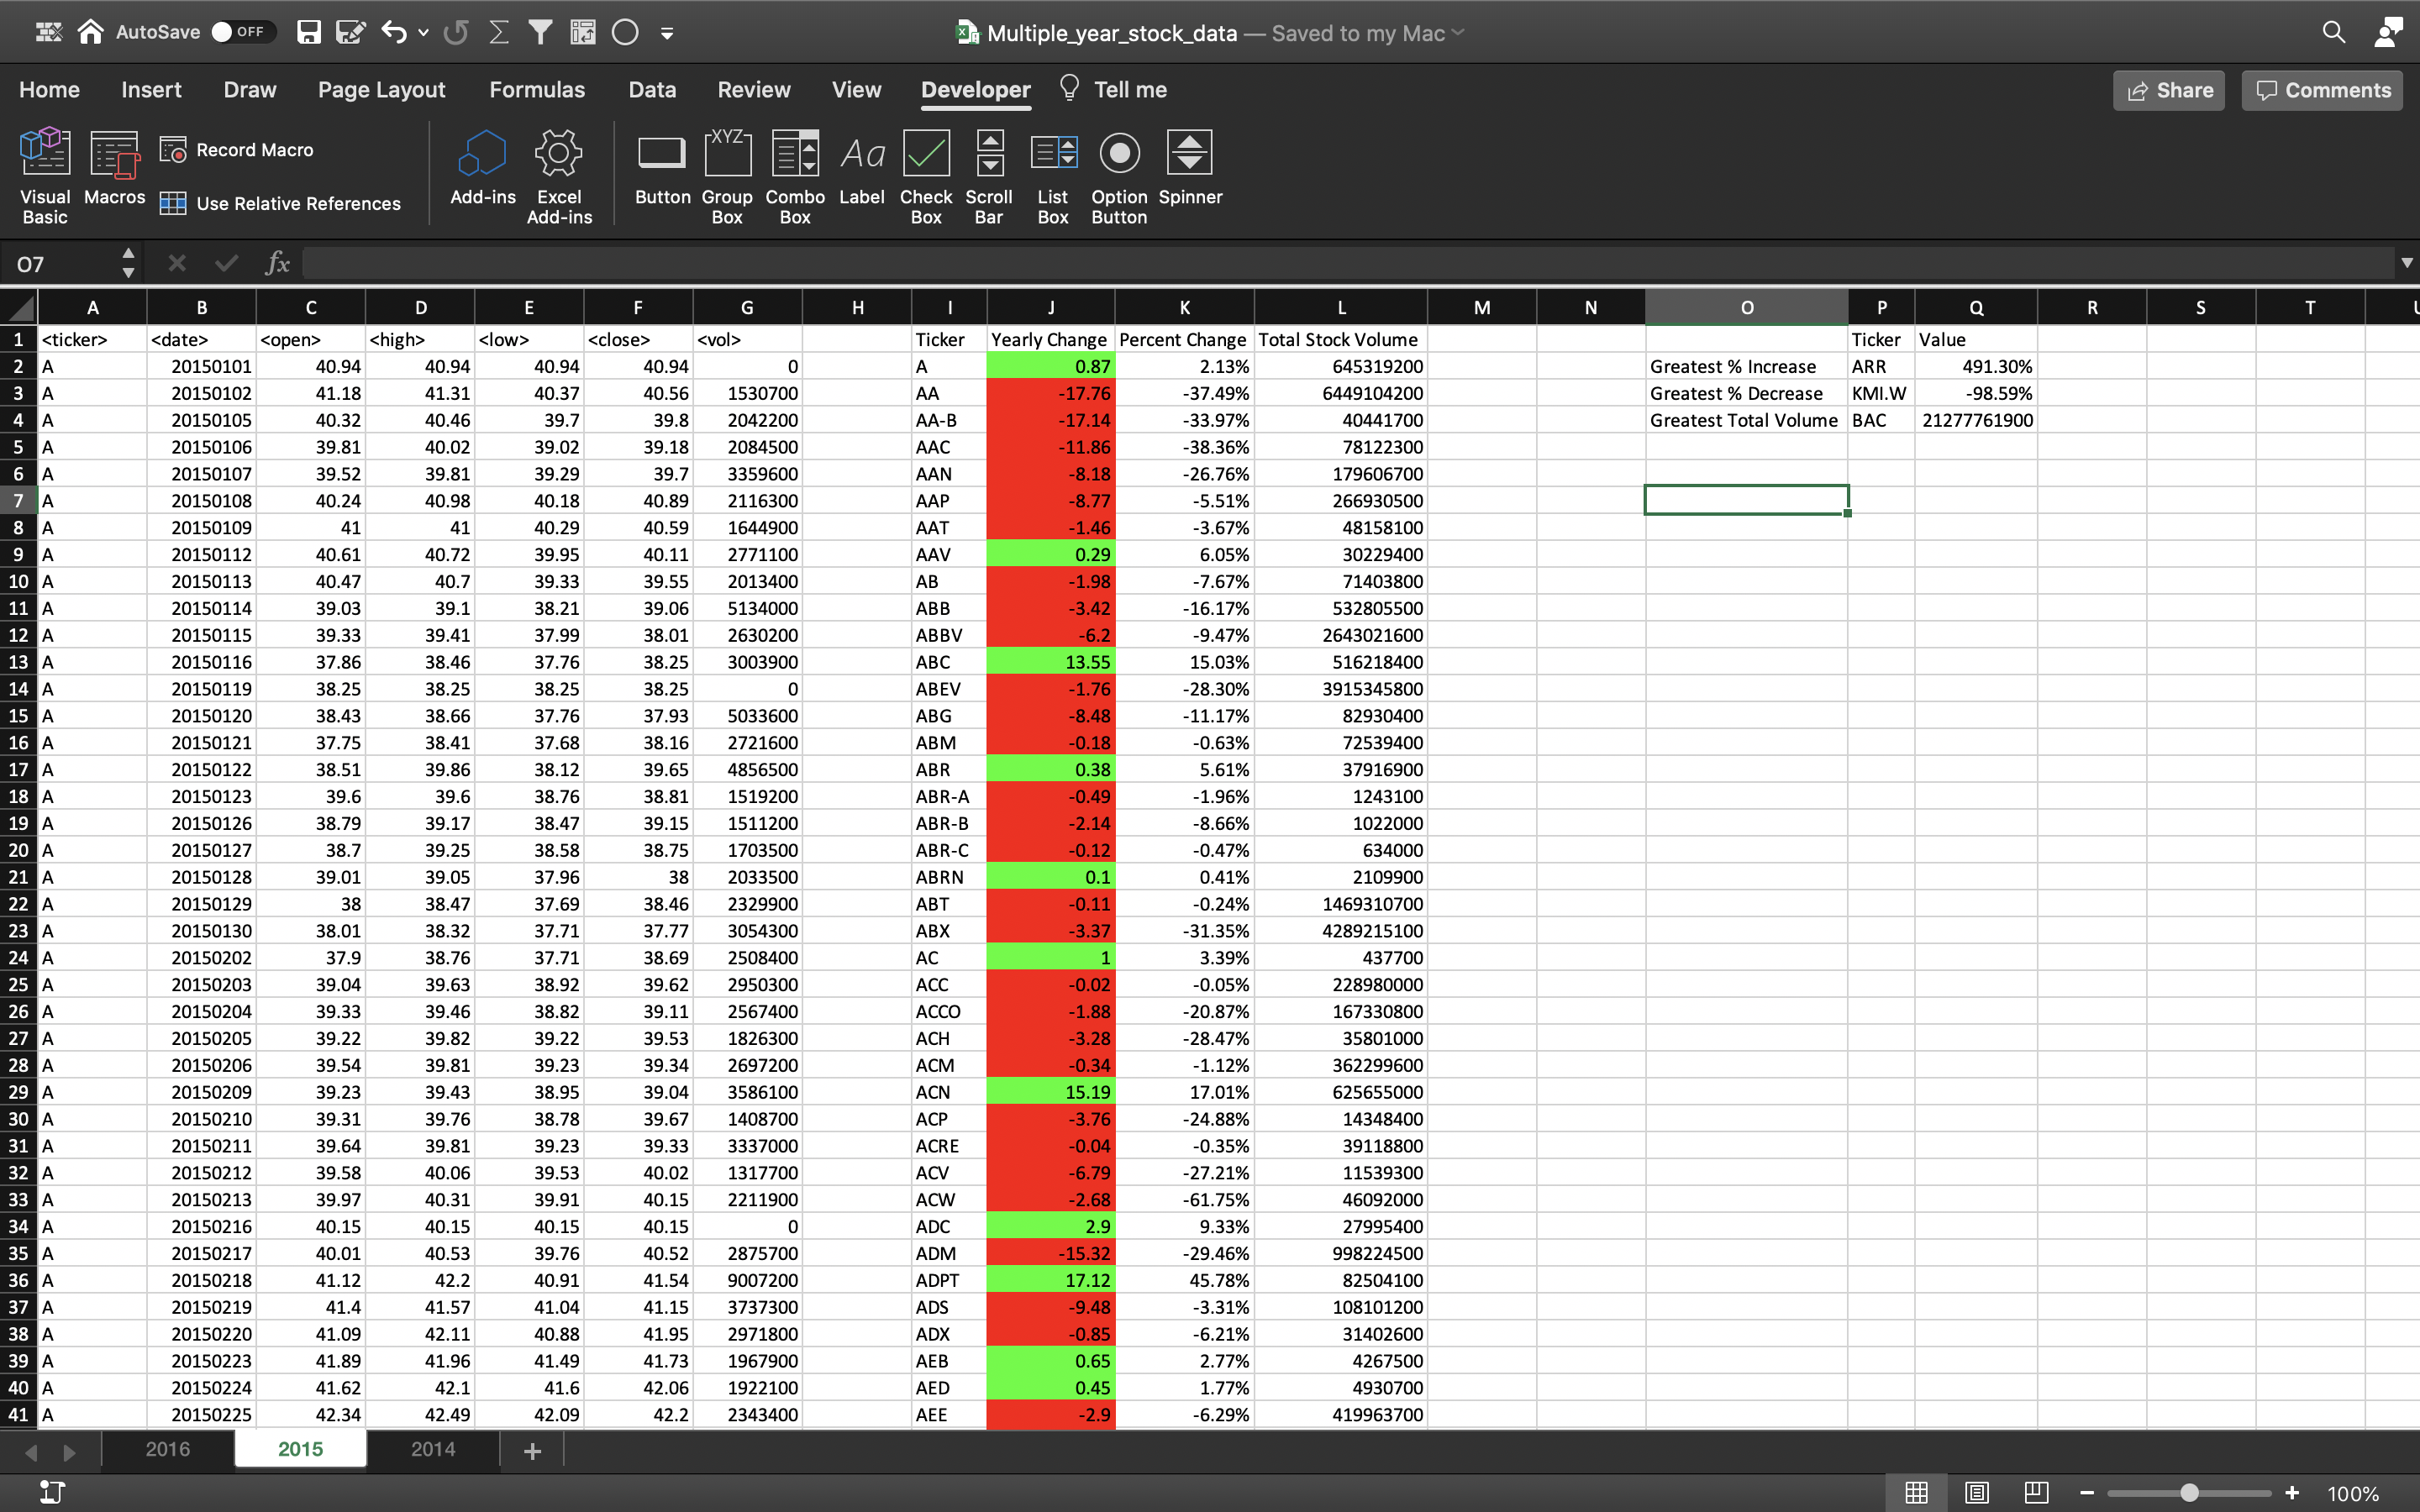 AutoSave OFF Multiple_year_stock_data — Saved to my Mac
Home Insert Draw Page Layout Formulas Data Review View Developer Tell me Share Comments
Visual Basic Macros Record Macro Use Relative References Add-ins Excel Add-ins Button XYZ Group Box Combo Box Aa Label Check Box Scroll Bar List Box Option Button Spinner
O7 fx
A B C D E F G H I J K L M N O P Q R S T U
1 <ticker> <date> <open> <high> <low> <close> <vol> Ticker Yearly Change Percent Change Total Stock Volume Ticker Value
2 A 20150101 40.94 40.94 40.94 40.94 0 A 0.87 2.13% 645319200 Greatest % Increase ARR 491.30%
3 A 20150102 41.18 41.31 40.37 40.56 1530700 AA -17.76 -37.49% 6449104200 Greatest % Decrease KMI.W -98.59%
4 A 20150105 40.32 40.46 39.7 39.8 2042200 AA-B -17.14 -33.97% 40441700 Greatest Total Volume BAC 21277761900
5 A 20150106 39.81 40.02 39.02 39.18 2084500 AAC -11.86 -38.36% 78122300
6 A 20150107 39.52 39.81 39.29 39.7 3359600 AAN -8.18 -26.76% 179606700
7 A 20150108 40.24 40.98 40.18 40.89 2116300 AAP -8.77 -5.51% 266930500
8 A 20150109 41 41 40.29 40.59 1644900 AAT -1.46 -3.67% 48158100
9 A 20150112 40.61 40.72 39.95 40.11 2771100 AAV 0.29 6.05% 30229400
10 A 20150113 40.47 40.7 39.33 39.55 2013400 AB -1.98 -7.67% 71403800
11 A 20150114 39.03 39.1 38.21 39.06 5134000 ABB -3.42 -16.17% 532805500
12 A 20150115 39.33 39.41 37.99 38.01 2630200 ABBV -6.2 -9.47% 2643021600
13 A 20150116 37.86 38.46 37.76 38.25 3003900 ABC 13.55 15.03% 516218400
14 A 20150119 38.25 38.25 38.25 38.25 0 ABEV -1.76 -28.30% 3915345800
15 A 20150120 38.43 38.66 37.76 37.93 5033600 ABG -8.48 -11.17% 82930400
16 A 20150121 37.75 38.41 37.68 38.16 2721600 ABM -0.18 -0.63% 72539400
17 A 20150122 38.51 39.86 38.12 39.65 4856500 ABR 0.38 5.61% 37916900
18 A 20150123 39.6 39.6 38.76 38.81 1519200 ABR-A -0.49 -1.96% 1243100
19 A 20150126 38.79 39.17 38.47 39.15 1511200 ABR-B -2.14 -8.66% 1022000
20 A 20150127 38.7 39.25 38.58 38.75 1703500 ABR-C -0.12 -0.47% 634000
21 A 20150128 39.01 39.05 37.96 38 2033500 ABRN 0.1 0.41% 2109900
22 A 20150129 38 38.47 37.69 38.46 2329900 ABT -0.11 -0.24% 1469310700
23 A 20150130 38.01 38.32 37.71 37.77 3054300 ABX -3.37 -31.35% 4289215100
24 A 20150202 37.9 38.76 37.71 38.69 2508400 AC 1 3.39% 437700
25 A 20150203 39.04 39.63 38.92 39.62 2950300 ACC -0.02 -0.05% 228980000
26 A 20150204 39.33 39.46 38.82 39.11 2567400 ACCO -1.88 -20.87% 167330800
27 A 20150205 39.22 39.82 39.22 39.53 1826300 ACH -3.28 -28.47% 35801000
28 A 20150206 39.54 39.81 39.23 39.34 2697200 ACM -0.34 -1.12% 362299600
29 A 20150209 39.23 39.43 38.95 39.04 3586100 ACN 15.19 17.01% 625655000
30 A 20150210 39.31 39.76 38.78 39.67 1408700 ACP -3.76 -24.88% 14348400
31 A 20150211 39.64 39.81 39.23 39.33 3337000 ACRE -0.04 -0.35% 39118800
32 A 20150212 39.58 40.06 39.53 40.02 1317700 ACV -6.79 -27.21% 11539300
33 A 20150213 39.97 40.31 39.91 40.15 2211900 ACW -2.68 -61.75% 46092000
34 A 20150216 40.15 40.15 40.15 40.15 0 ADC 2.9 9.33% 27995400
35 A 20150217 40.01 40.53 39.76 40.52 2875700 ADM -15.32 -29.46% 998224500
36 A 20150218 41.12 42.2 40.91 41.54 9007200 ADPT 17.12 45.78% 82504100
37 A 20150219 41.4 41.57 41.04 41.15 3737300 ADS -9.48 -3.31% 108101200
38 A 20150220 41.09 42.11 40.88 41.95 2971800 ADX -0.85 -6.21% 31402600
39 A 20150223 41.89 41.96 41.49 41.73 1967900 AEB 0.65 2.77% 4267500
40 A 20150224 41.62 42.1 41.6 42.06 1922100 AED 0.45 1.77% 4930700
41 A 20150225 42.34 42.49 42.09 42.2 2343400 AEE -2.9 -6.29% 419963700
2016 2015 2014 +
100%